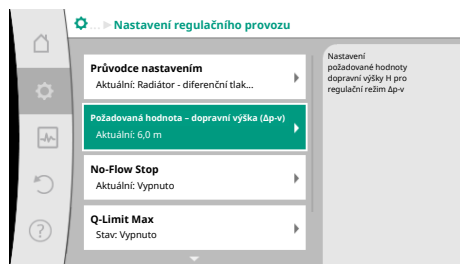 ... Nastavení regulačního provozu
Průvodce nastavením
Aktuální: Radiátor - diferenční tlak...
Požadovaná hodnota – dopravní výška (Δp-v)
Aktuální: 6,0 m
No-Flow Stop
Aktuální: Vypnuto
Q-Limit Max
Stav: Vypnuto
Nastavení
požadované hodnoty
dopravní výšky H pro
regulační režim Δp-v
?